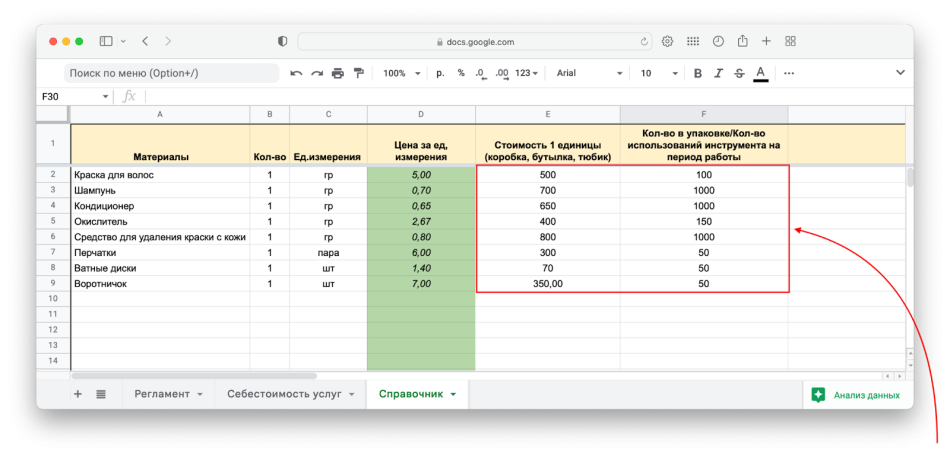 docs.google.com
Поиск по меню (Option+/) 100% р. % .0 .00 123 Arial 10 B I S A
F30 fx
A B C D E F
1 Материалы Кол-во Ед.измерения Цена за ед, измерения Стоимость 1 единицы (коробка, бутылка, тюбик) Кол-во в упаковке/Кол-во использований инструмента на период работы
2 Краска для волос 1 гр 5,00 500 100
3 Шампунь 1 гр 0,70 700 1000
4 Кондиционер 1 гр 0,65 650 1000
5 Окислитель 1 гр 2,67 400 150
6 Средство для удаления краски с кожи 1 гр 0,80 800 1000
7 Перчатки 1 пара 6,00 300 50
8 Ватные диски 1 шт 1,40 70 50
9 Воротничок 1 шт 7,00 350,00 50
10
11
12
13
14
Регламент Себестоимость услуг Справочник Анализ данных